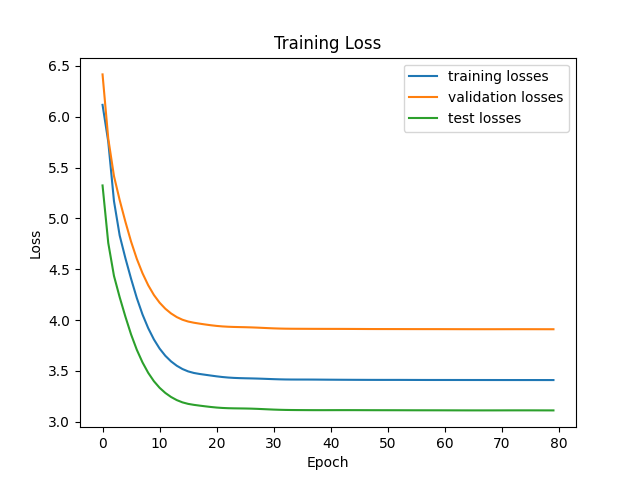 Training Loss
6.5
6.0
5.5
5.0
4.5
4.0
3.5
3.0
Loss
training losses
validation losses
test losses
0 10 20 30 40 50 60 70 80
Epoch